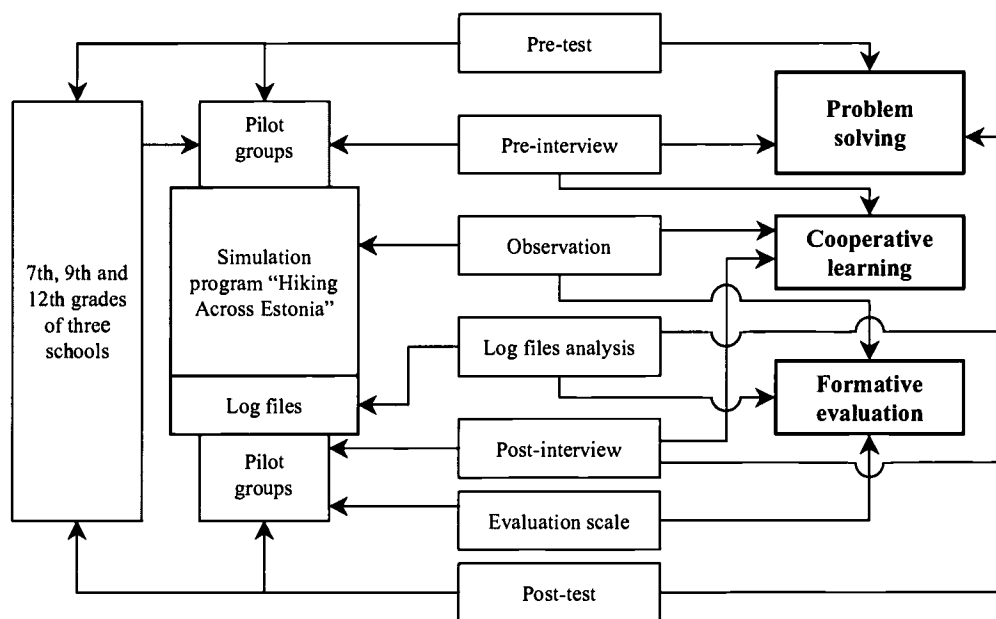 Pre-test
Pilot
groups
Pre-interview
Problem
solving
7th, 9th and
12th grades
of three
schools
Simulation
program “Hiking
Across Estonia”
Observation
Cooperative
learning
Log files analysis
Log files
Formative
evaluation
Pilot
groups
Post-interview
Evaluation scale
Post-test